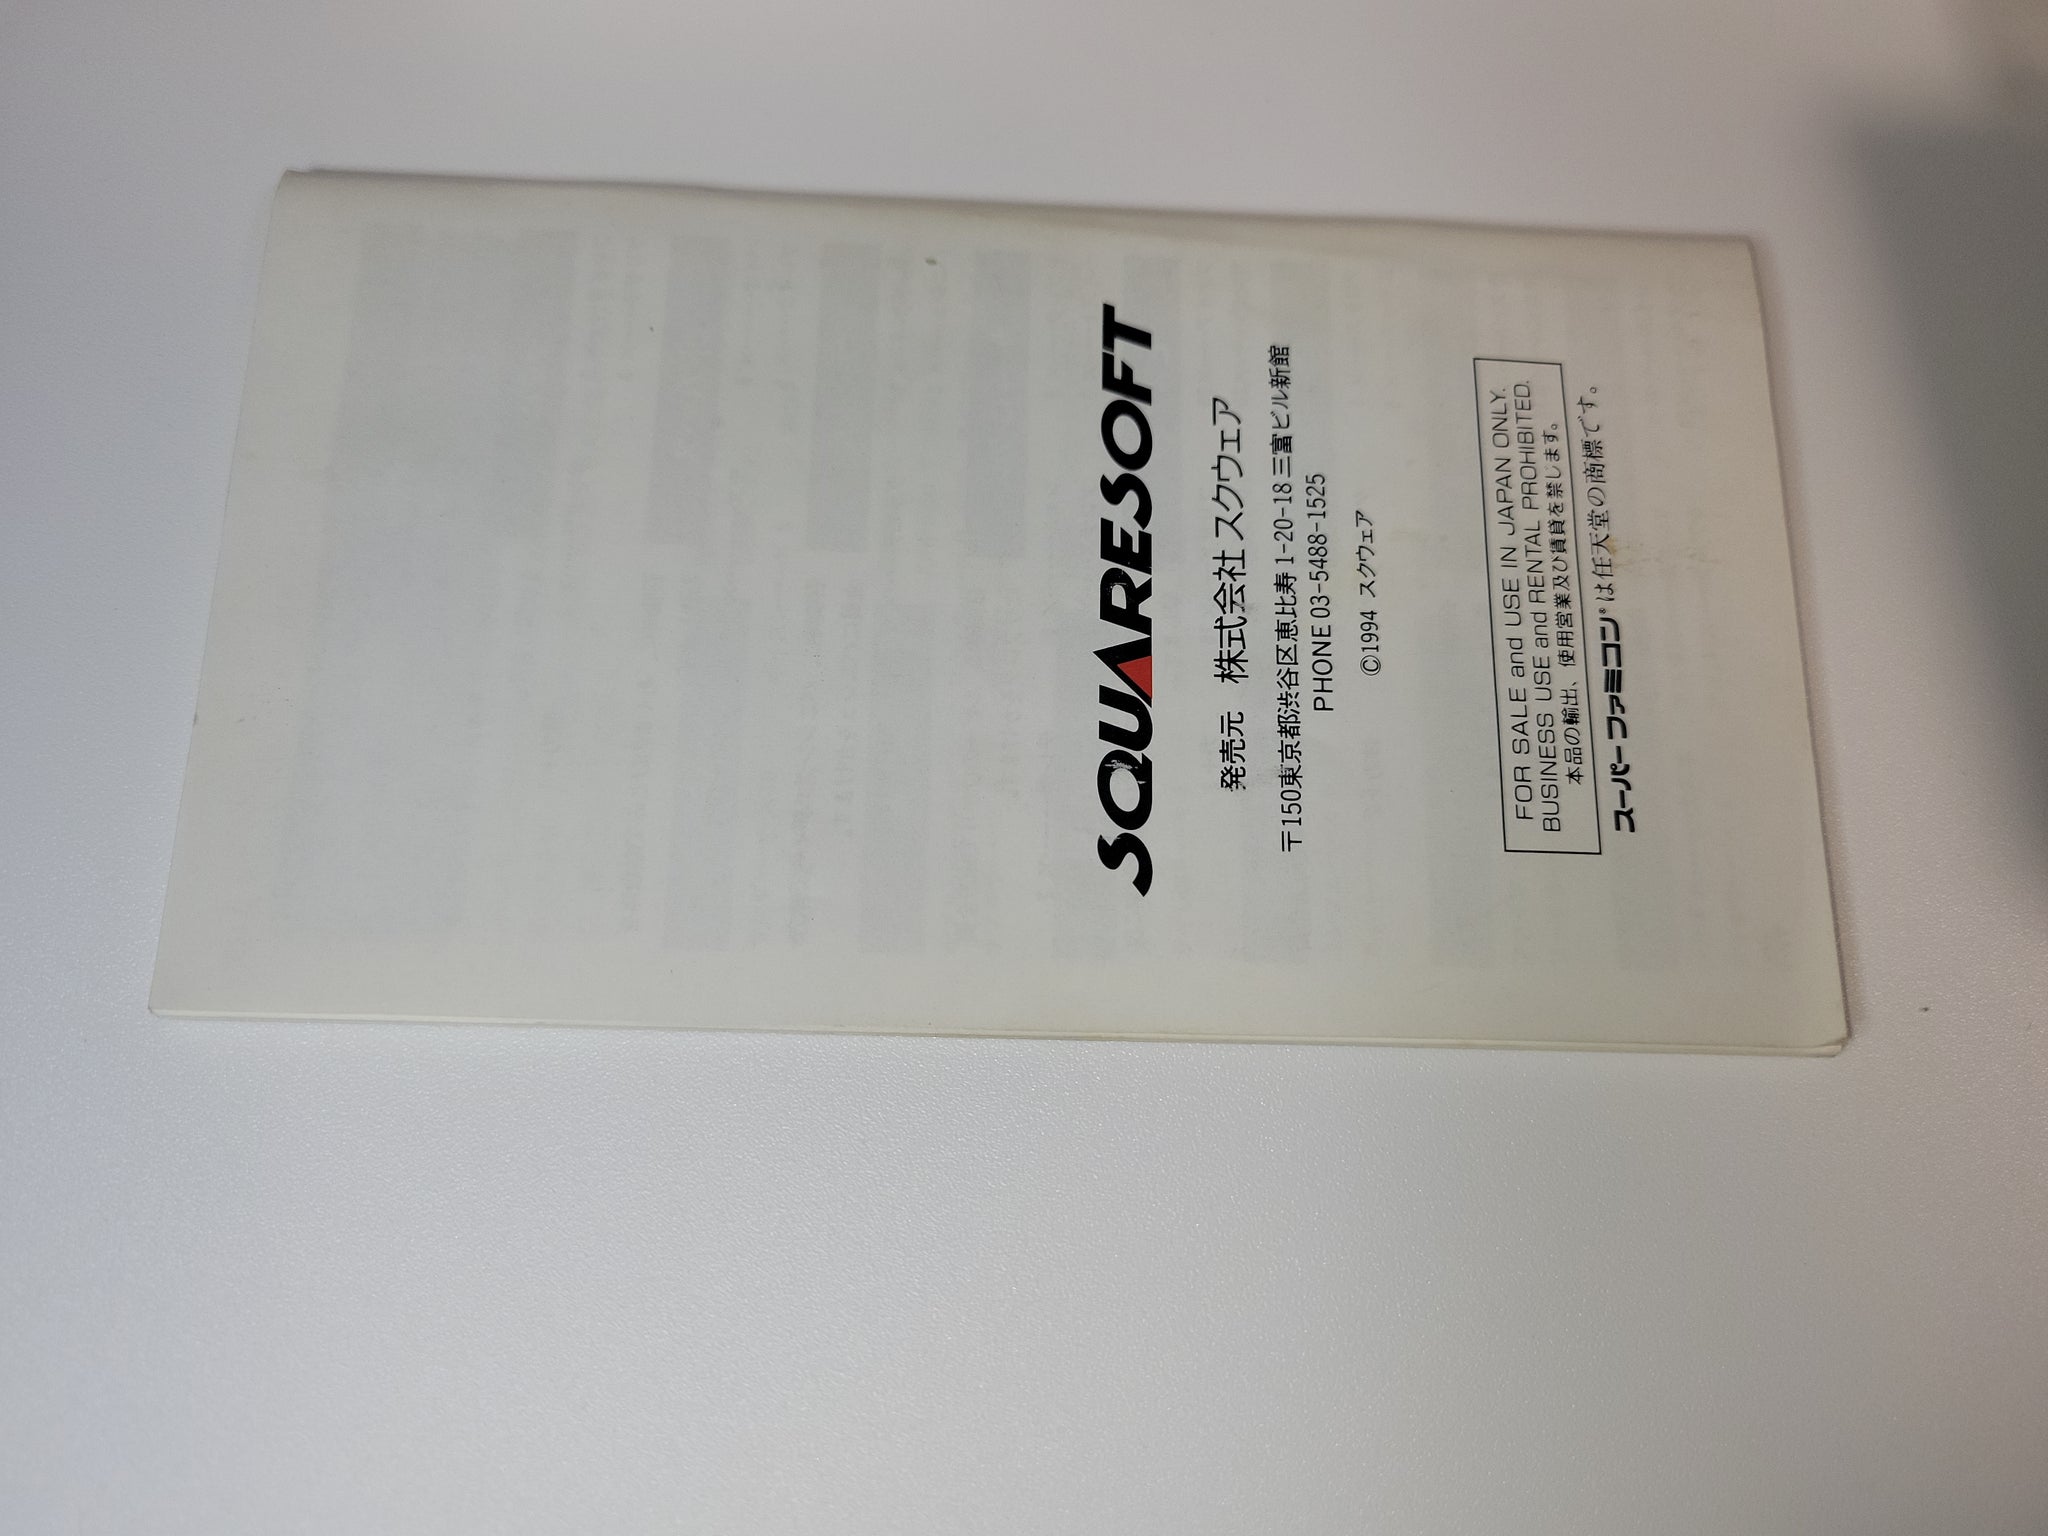 SQUARESOFT
発売元 株式会社 スクウェア
〒150東京都渋谷区恵比寿1-20-18三富ビル新館
PHONE 03-5488-1525
©1994 スクウェア
FOR SALE and USE IN JAPAN ONLY.
BUSINESS USE and RENTAL PROHIBITED.
本品の輸出、使用営業及び賃貸を禁じます。
スーパーファミコン®は任天堂の商標です。